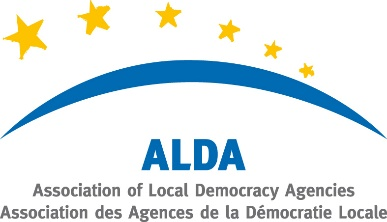 ALDA
Association of Local Democracy Agencies
Association des Agences de la Démocratie Locale